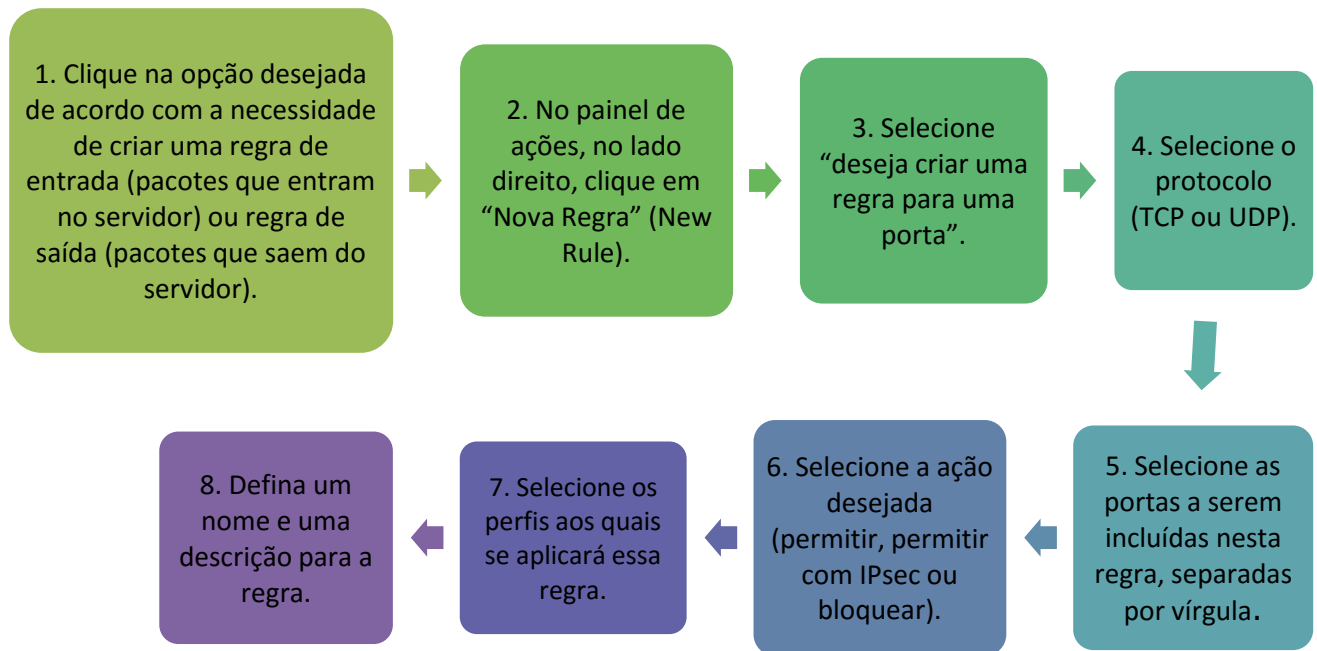 1. Clique na opção desejada
de acordo com a necessidade
de criar uma regra de
entrada (pacotes que entram
no servidor) ou regra de
saída (pacotes que saem do
servidor).
2. No painel de
ações, no lado
direito, clique em
“Nova Regra” (New
Rule).
3. Selecione
“deseja criar uma
regra para uma
porta”.
4. Selecione o
protocolo
(TCP ou UDP).
5. Selecione as
portas a serem
incluídas nesta
regra, separadas
por vírgula.
6. Selecione a ação
desejada
(permitir, permitir
com IPsec ou
bloquear).
7. Selecione os
perfis aos quais
se aplicará essa
regra.
8. Defina um
nome e uma
descrição para a
regra.